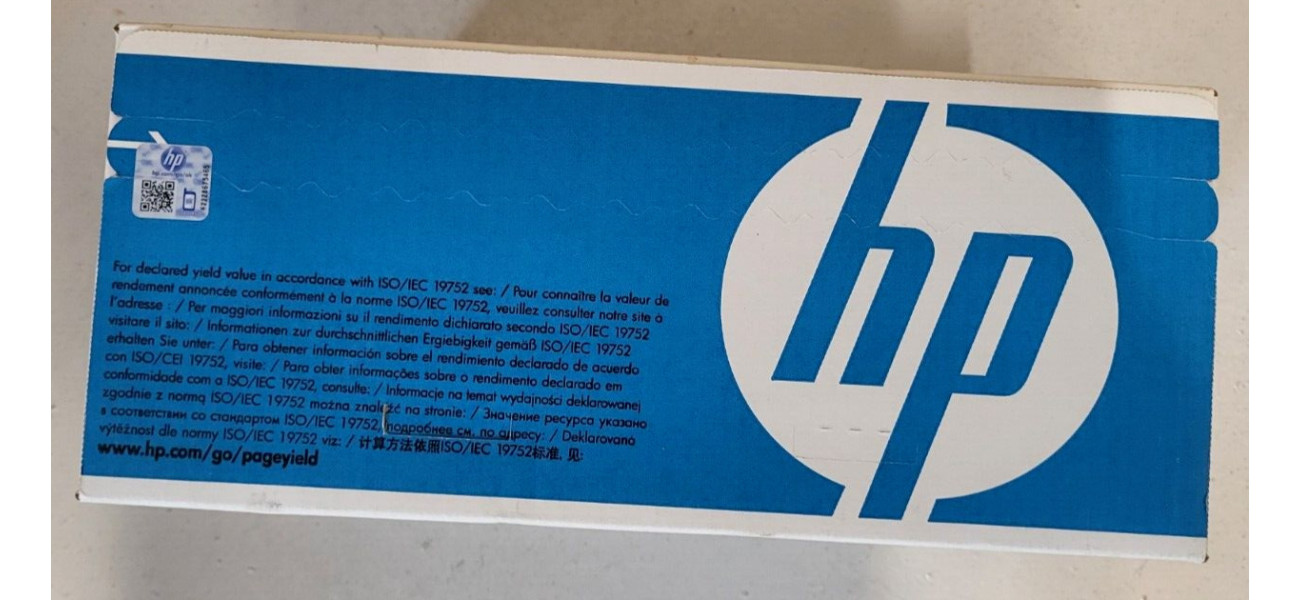 hp
For declared yield value in accordance with ISO/IEC 19752 see: / Pour connaître la valeur de
rendement annoncée conformément à la norme ISO/IEC 19752, veuillez consulter notre site à
l'adresse : / Per maggiori informazioni su il rendimento dichiarato secondo ISO/IEC 19752
visitare il sito: / Informationen zur durchschnittlichen Ergiebigkeit gemäß ISO/IEC 19752
erhalten Sie unter: / Para obtener información sobre el rendimiento declarado de acuerdo
con ISO/CEI 19752, visite: / Para obter informações sobre o rendimento declarado em
conformidade com a ISO/IEC 19752, consulte: / Informacje na temat wydajności deklarowanej
zgodnie z normą ISO/IEC 19752 można znaleźć na stronie: / Значение ресурса указано
в соответствии со стандартом ISO/IEC 19752, подробнее см. по адресу: / Deklarovaná
výtěžnost dle normy ISO/IEC 19752 viz: / 计算方法依照ISO/IEC 19752标准, 见:
www.hp.com/go/pageyield
hp